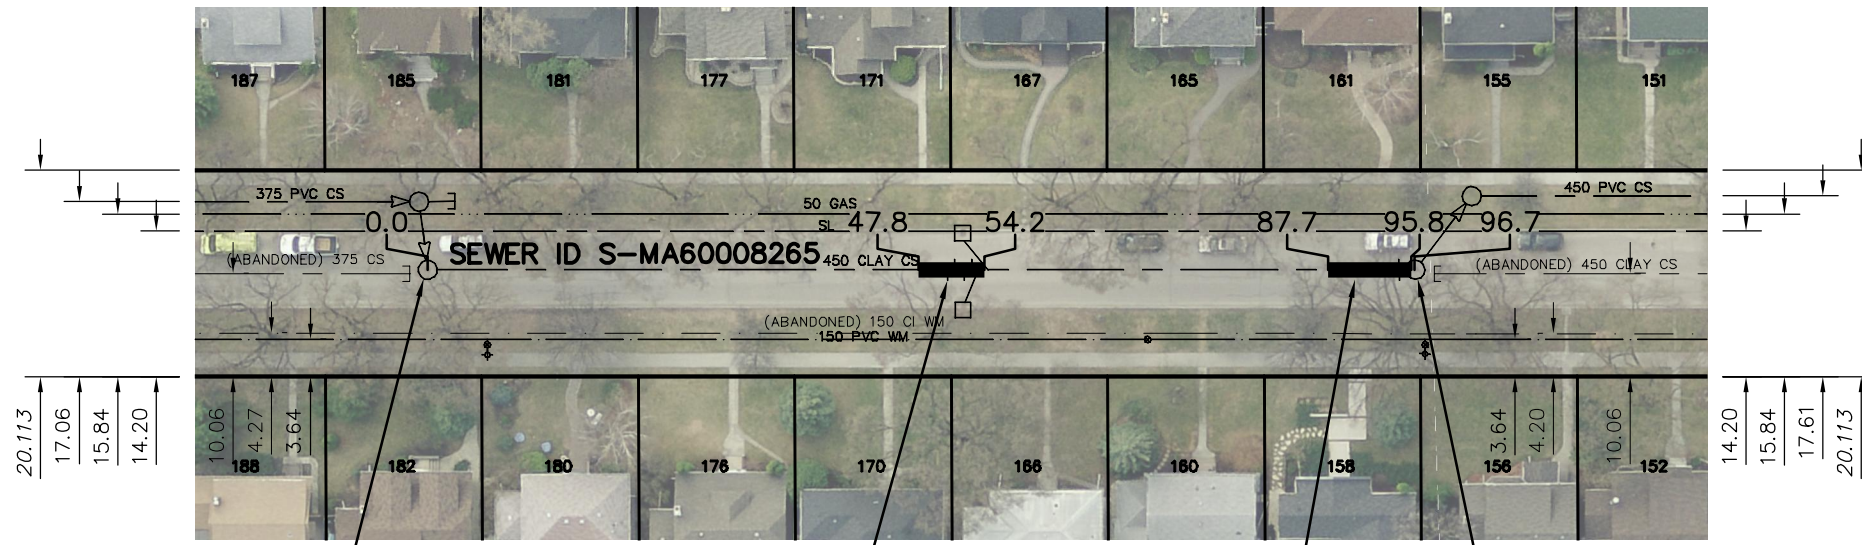 187 185 181 177 171 167 165 161 155 151
375 PVC CS 450 PVC CS
50 GAS
0.0 SL 47.8 54.2 87.7 95.8 96.7
SEWER ID S-MA60008265 450 CLAY CS
(ABANDONED) 375 CS (ABANDONED) 450 CLAY CS
(ABANDONED) 150 CI WM
150 PVC WM
20.113 17.06 15.84 14.20 10.06 4.27 3.64 3.64 4.20 10.06 14.20 15.84 17.61 20.113
188 182 180 176 170 166 160 158 156 152